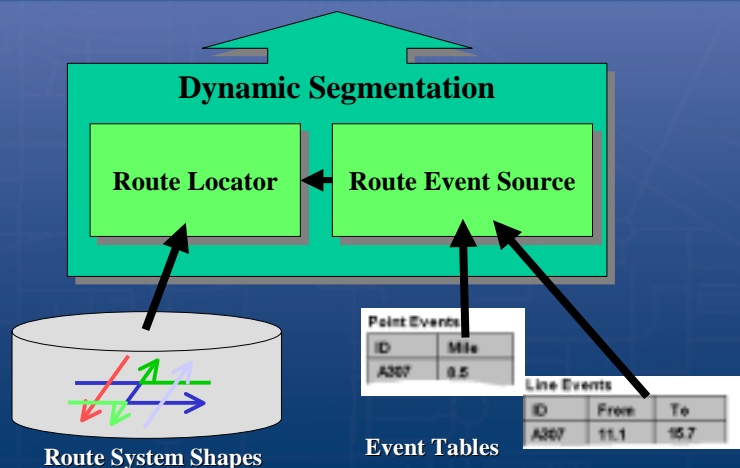 Dynamic Segmentation
Route Locator
Route Event Source
Point Events
ID Mile
A307 8.5
Line Events
ID From To
A307 11.1 15.7
Event Tables
Route System Shapes